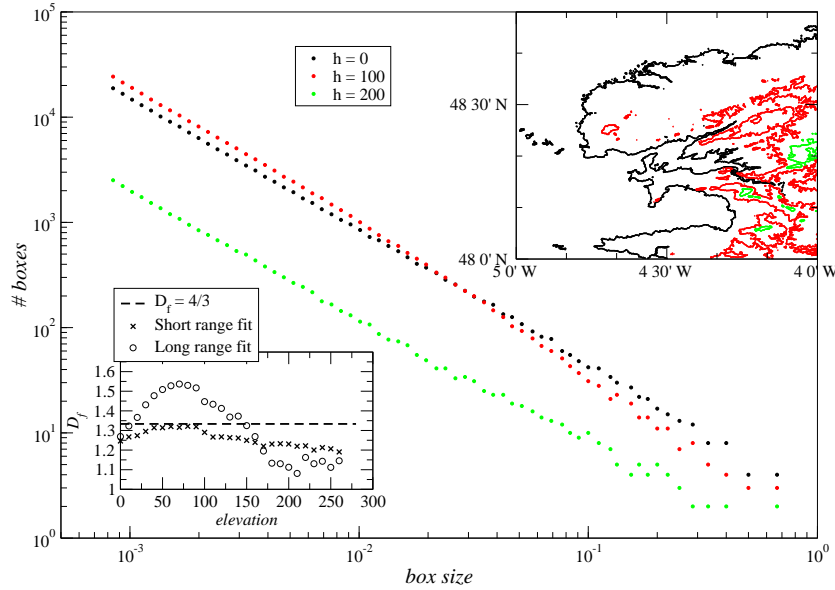 10^5
10^4
10^3
10^2
10^1
10^0
# boxes
h = 0
h = 100
h = 200
48 30' N
48 0' N
5 0' W
4 30' W
4 0' W
D_f = 4/3
Short range fit
Long range fit
1.6
1.5
1.4
1.3
1.2
1.1
1
D_f
0 50 100 150 200 250 300
elevation
10^-3 10^-2 10^-1 10^0
box size